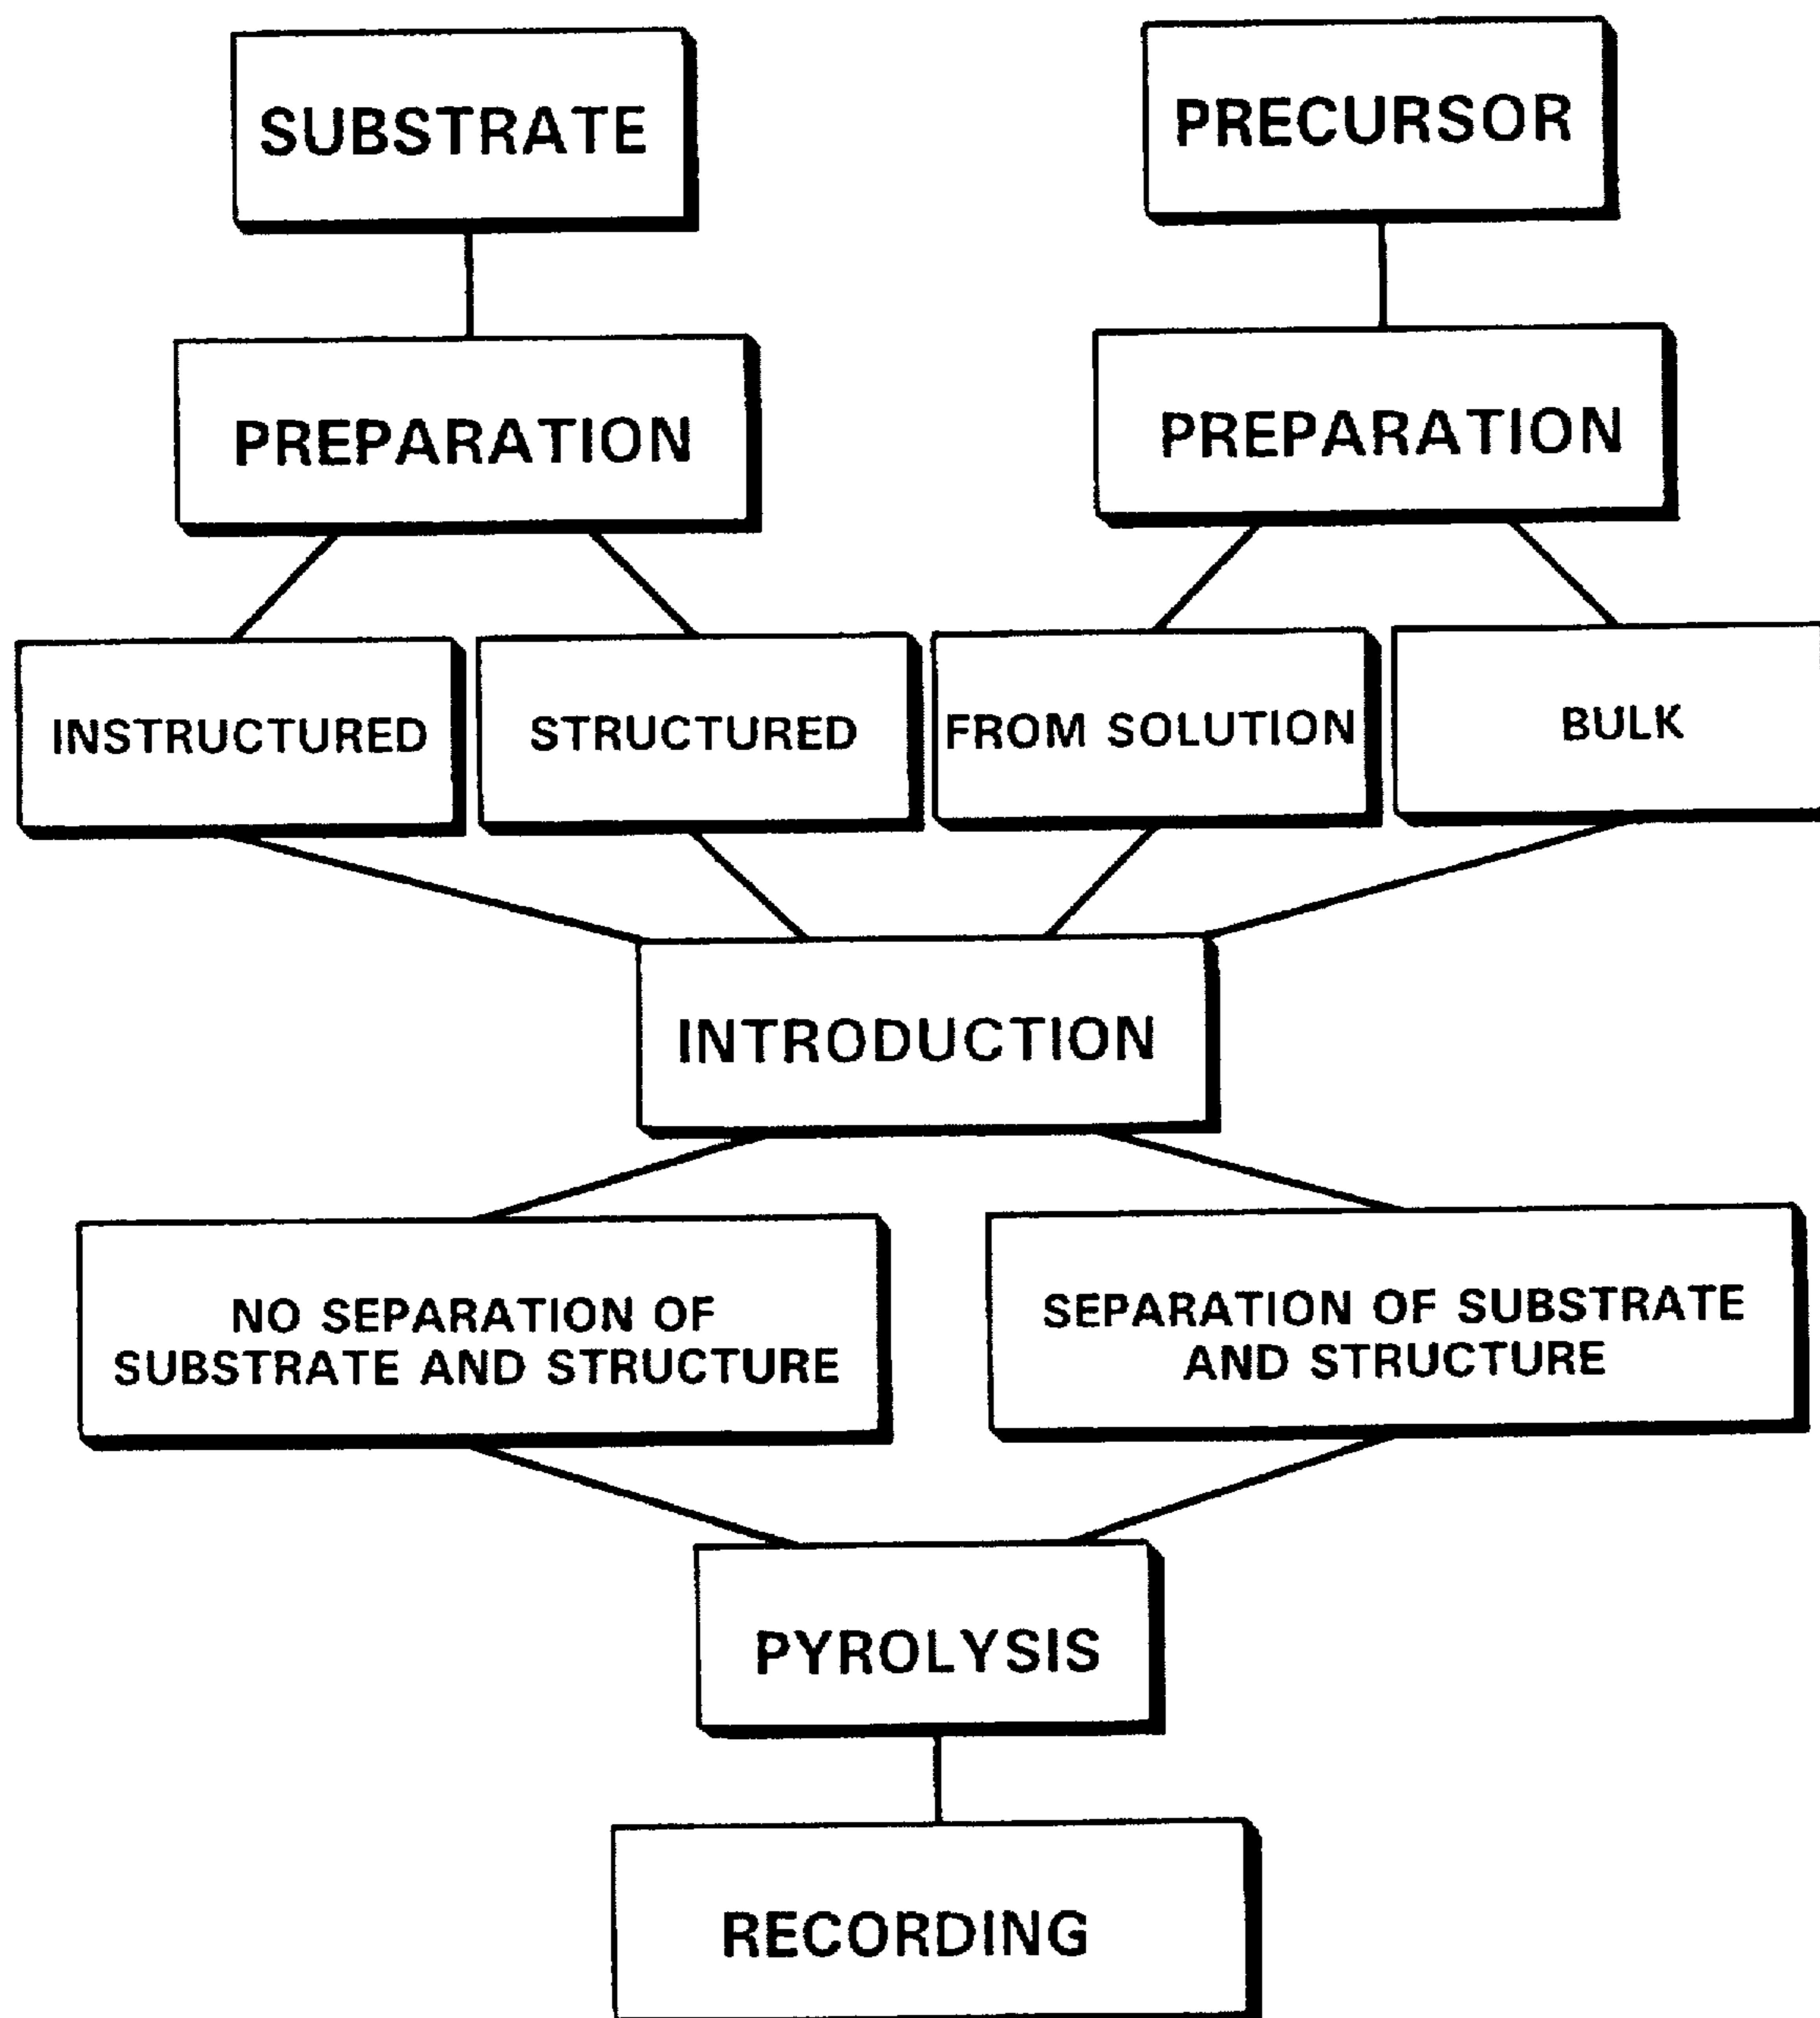 SUBSTRATE
PRECURSOR
PREPARATION
PREPARATION
INSTRUCTURED
STRUCTURED
FROM SOLUTION
BULK
INTRODUCTION
NO SEPARATION OF
SUBSTRATE AND STRUCTURE
SEPARATION OF SUBSTRATE
AND STRUCTURE
PYROLYSIS
RECORDING